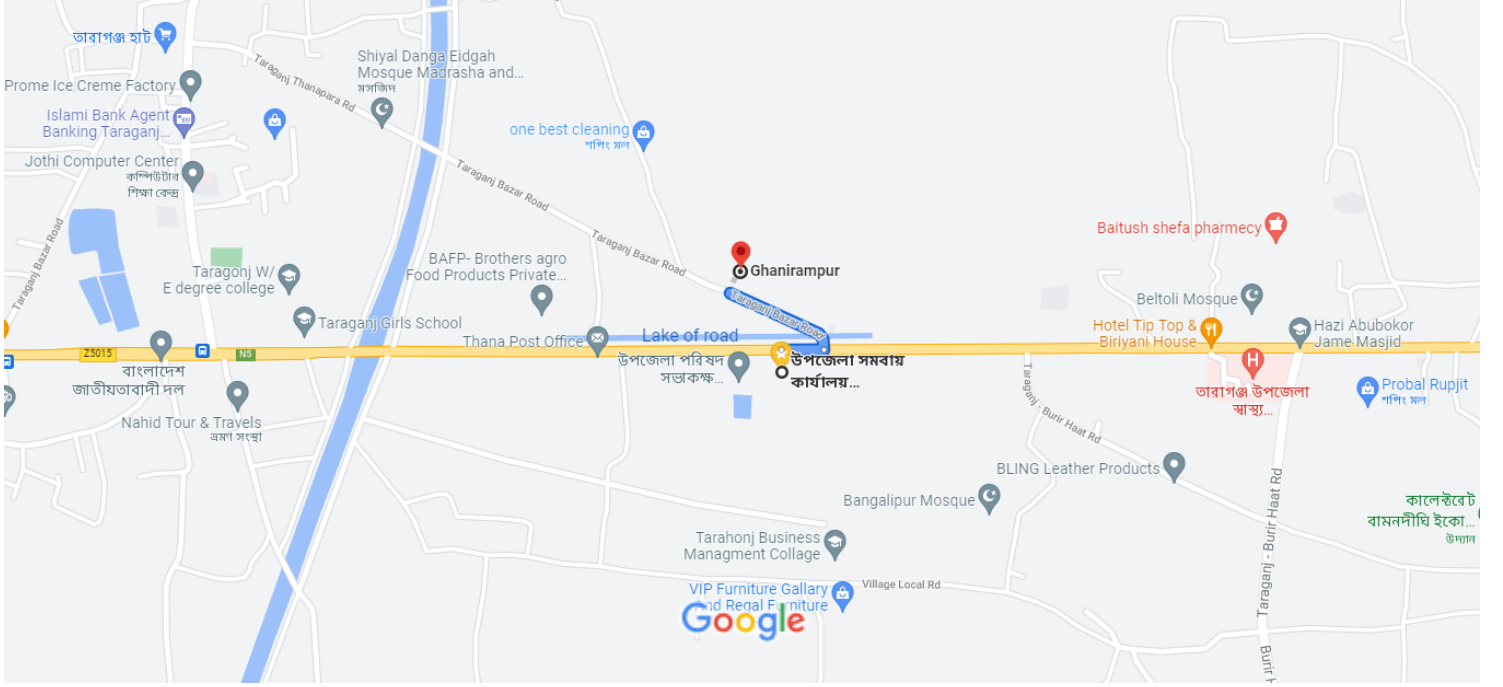 তারাগঞ্জ হাট
Shiyal Danga Eidgah
Mosque Madrasha and...
মসজিদ
Taraganj Thanapara Rd
Prome Ice Creme Factory
Islami Bank Agent
Banking Taraganj...
one best cleaning
শপিং মল
Jothi Computer Center
কম্পিউটার
শিক্ষা কেন্দ্র
Taraganj Bazar Road
Taraganj Bazar Road
Taraganj Bazar Road
Baitush shefa pharmecy
BAFP- Brothers agro
Food Products Private...
Ghanirampur
Taragonj W/
E degree college
Taraganj Bazar Road
Beltoli Mosque
Taraganj Girls School
Thana Post Office
Lake of road
Hotel Tip Top &
Biriyani House
Hazi Abubokor
Jame Masjid
Z5015
N5
বাংলাদেশ
জাতীয়তাবাদী দল
উপজেলা পরিষদ
সভাকক্ষ...
উপজেলা সমবায়
কার্যালয়...
তারাগঞ্জ উপজেলা
স্বাস্থ্য...
Probal Rupjit
শপিং মল
Nahid Tour & Travels
ভ্রমণ সংস্থা
Taraganj - Burir Haat Rd
BLING Leather Products
Bangalipur Mosque
কালেক্টরেট
বামনদীঘি ইকো...
উদ্যান
Tarahonj Business
Managment Collage
Taraganj - Burir Haat Rd
VIP Furniture Gallary
And Regal Furniture
Village Local Rd
Google
Burir H